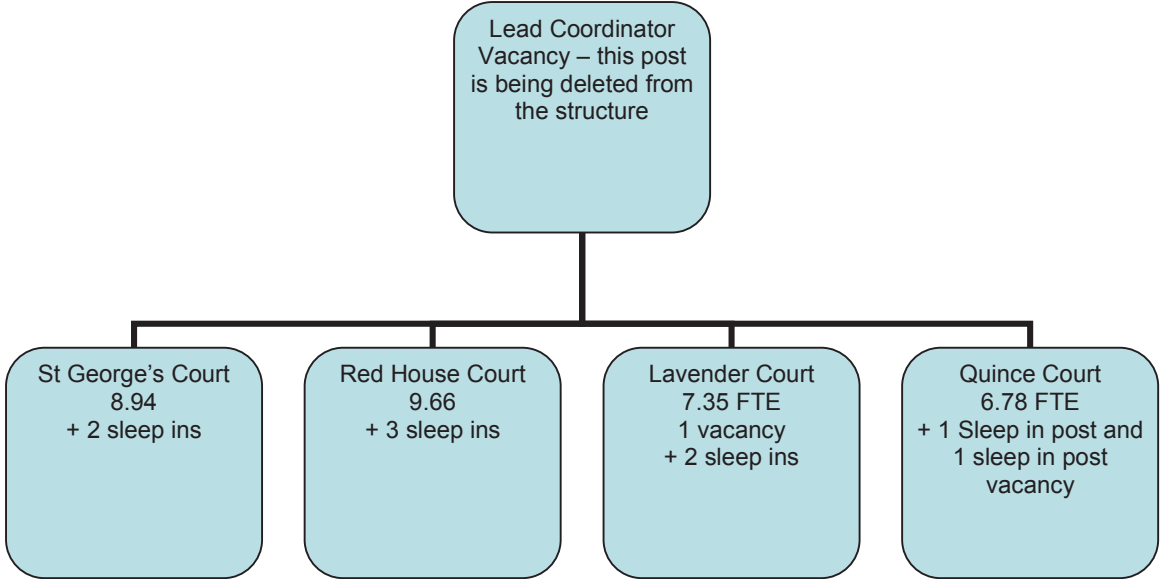 Lead Coordinator
Vacancy – this post
is being deleted from
the structure
St George’s Court
8.94
+ 2 sleep ins
Red House Court
9.66
+ 3 sleep ins
Lavender Court
7.35 FTE
1 vacancy
+ 2 sleep ins
Quince Court
6.78 FTE
+ 1 Sleep in post and
1 sleep in post
vacancy